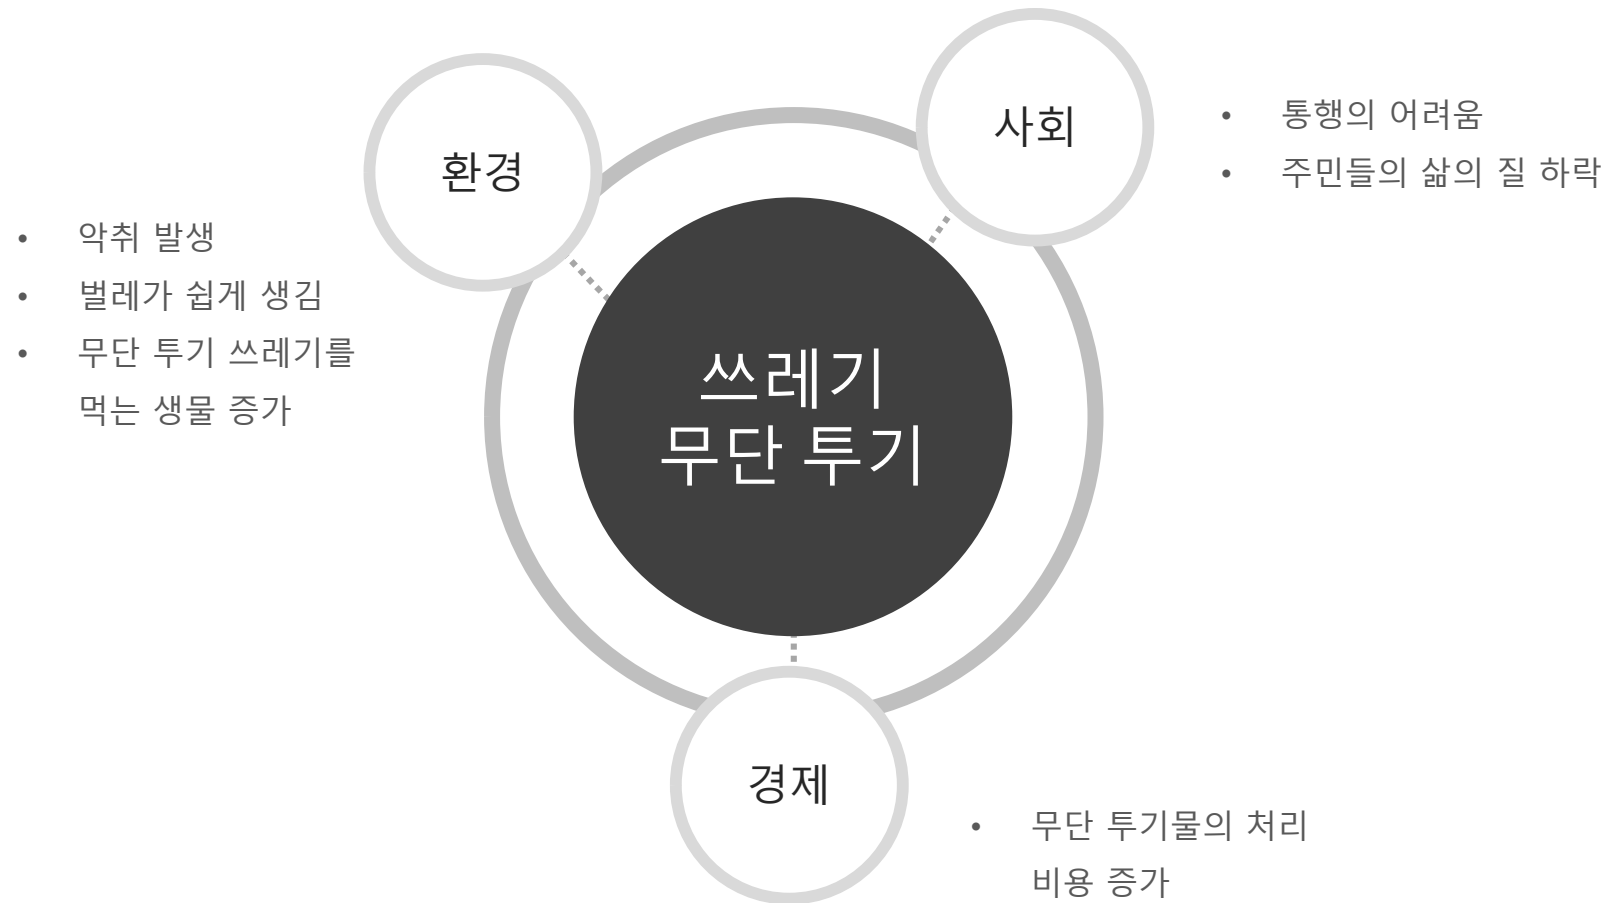 사회
• 통행의 어려움
• 주민들의 삶의 질 하락
환경
• 악취 발생
• 벌레가 쉽게 생김
• 무단 투기 쓰레기를
먹는 생물 증가
쓰레기
무단 투기
경제
• 무단 투기물의 처리
비용 증가